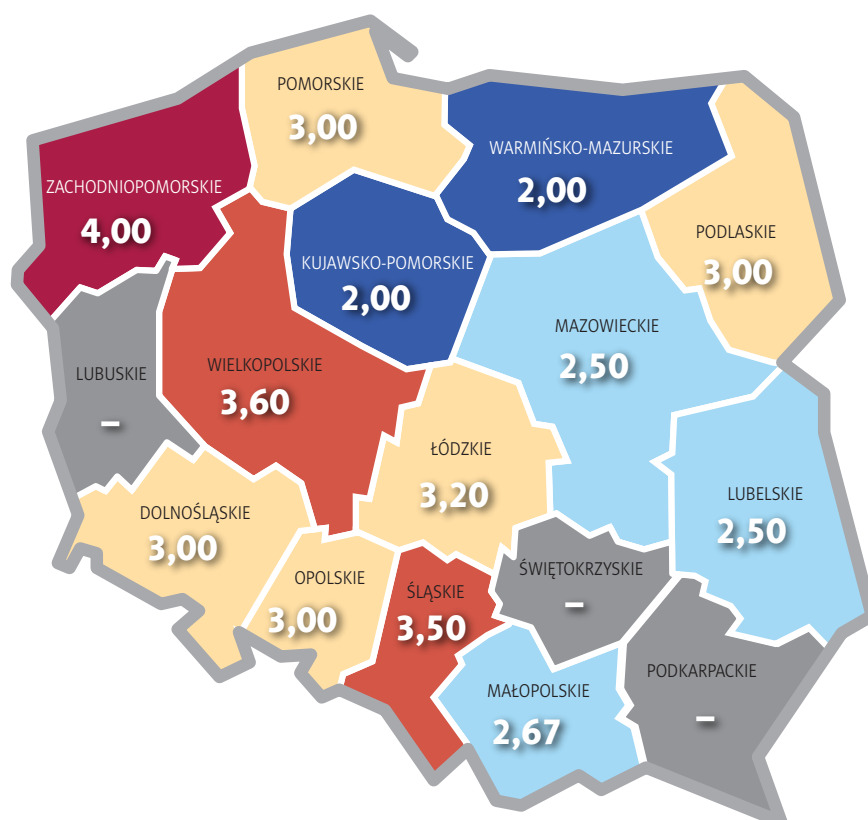 POMORSKIE
3,00
WARMIŃSKO-MAZURSKIE
2,00
ZACHODNIOPOMORSKIE
4,00
PODLASKIE
3,00
KUJAWSKO-POMORSKIE
2,00
MAZOWIECKIE
2,50
LUBUSKIE
–
WIELKOPOLSKIE
3,60
ŁÓDZKIE
3,20
LUBELSKIE
2,50
DOLNOŚLĄSKIE
3,00
OPOLSKIE
3,00
ŚLĄSKIE
3,50
ŚWIĘTOKRZYSKIE
–
MAŁOPOLSKIE
2,67
PODKARPACKIE
–